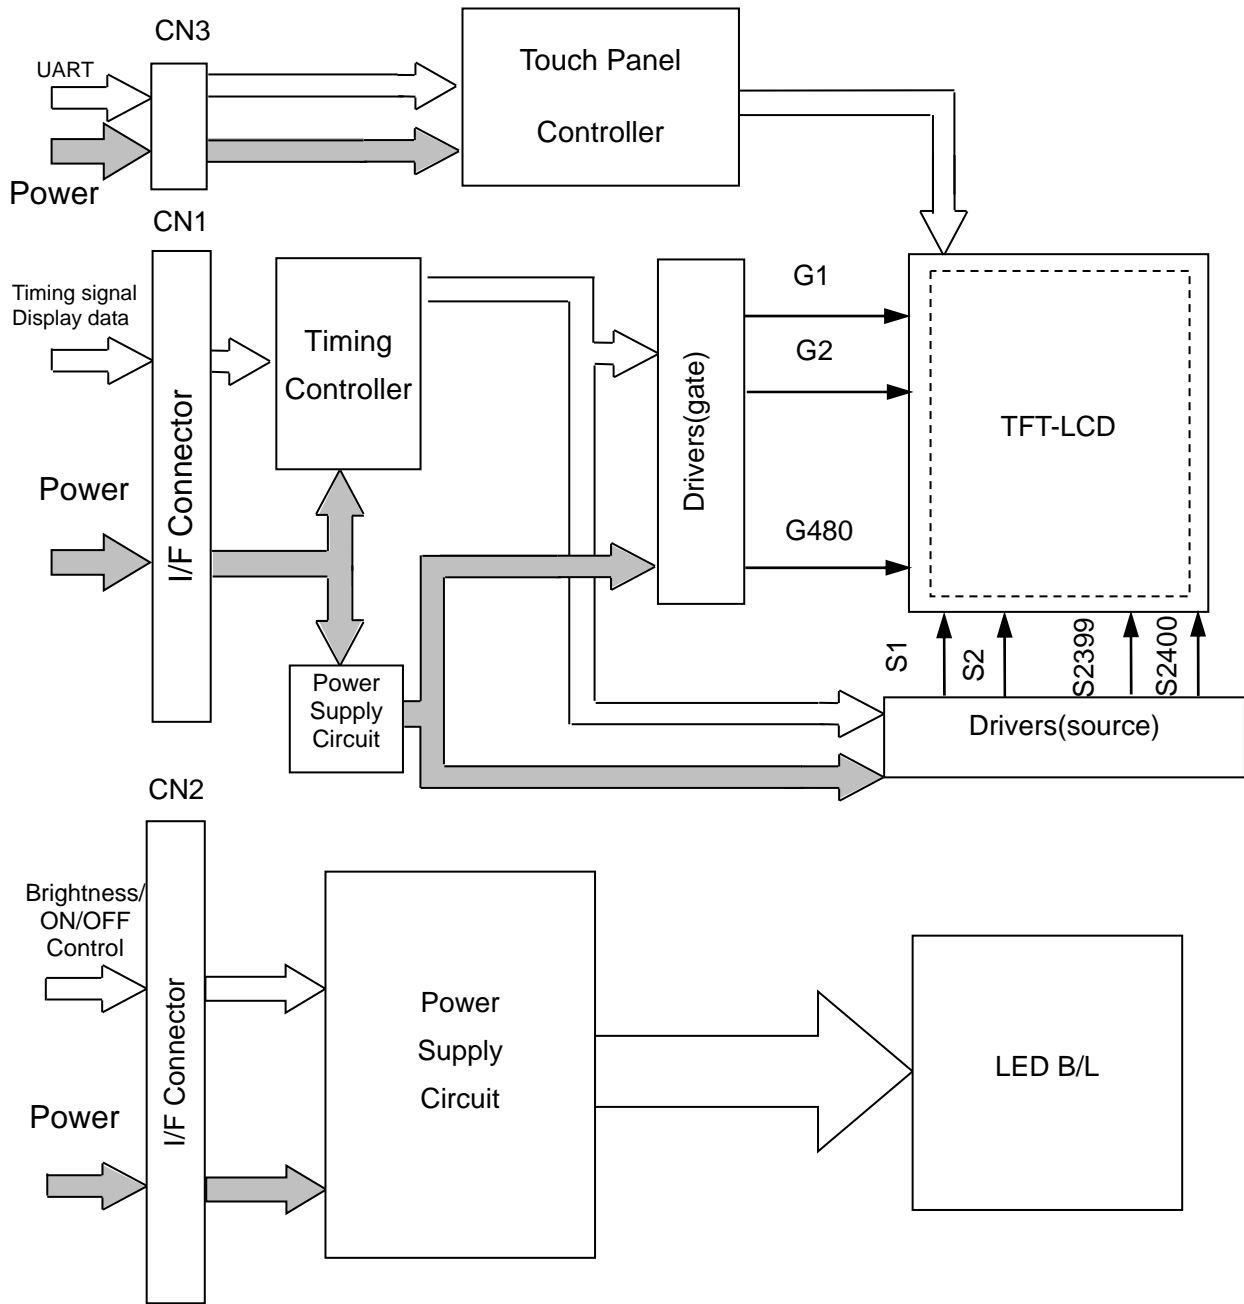 CN3
UART
Power
Touch Panel
Controller
CN1
Timing signal
Display data
Power
I/F Connector
Timing
Controller
Power
Supply
Circuit
Drivers(gate)
G1
G2
G480
TFT-LCD
S1
S2
S2399
S2400
Drivers(source)
CN2
Brightness/
ON/OFF
Control
Power
I/F Connector
Power
Supply
Circuit
LED B/L